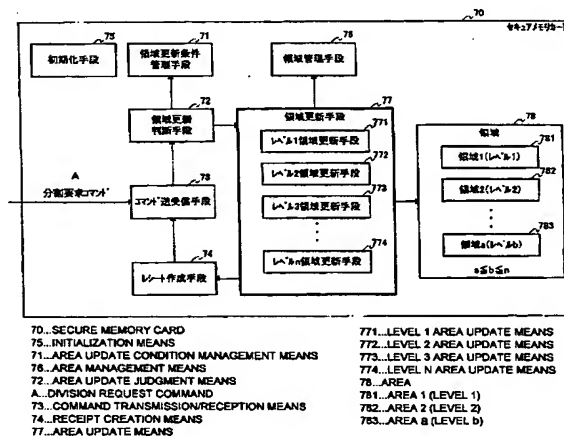 70
セキュアメモリカード
75
初期化手段
71
領域更新条件
管理手段
76
領域管理手段
72
領域更新
判断手段
77
領域更新手段
771
レベル1領域更新手段
772
レベル2領域更新手段
773
レベル3領域更新手段
774
レベルn領域更新手段
78
領域
781
領域1(レベル1)
782
領域2(レベル2)
783
領域a(レベルb)
a≦b≦n
A
分割要求コマンド
73
コマンド送受信手段
74
レシート作成手段
70...SECURE MEMORY CARD
75...INITIALIZATION MEANS
71...AREA UPDATE CONDITION MANAGEMENT MEANS
76...AREA MANAGEMENT MEANS
72...AREA UPDATE JUDGMENT MEANS
A...DIVISION REQUEST COMMAND
73...COMMAND TRANSMISSION/RECEPTION MEANS
74...RECEIPT CREATION MEANS
77...AREA UPDATE MEANS
771...LEVEL 1 AREA UPDATE MEANS
772...LEVEL 2 AREA UPDATE MEANS
773...LEVEL 3 AREA UPDATE MEANS
774...LEVEL N AREA UPDATE MEANS
78...AREA
781...AREA 1 (LEVEL 1)
782...AREA 2 (LEVEL 2)
783...AREA a (LEVEL b)